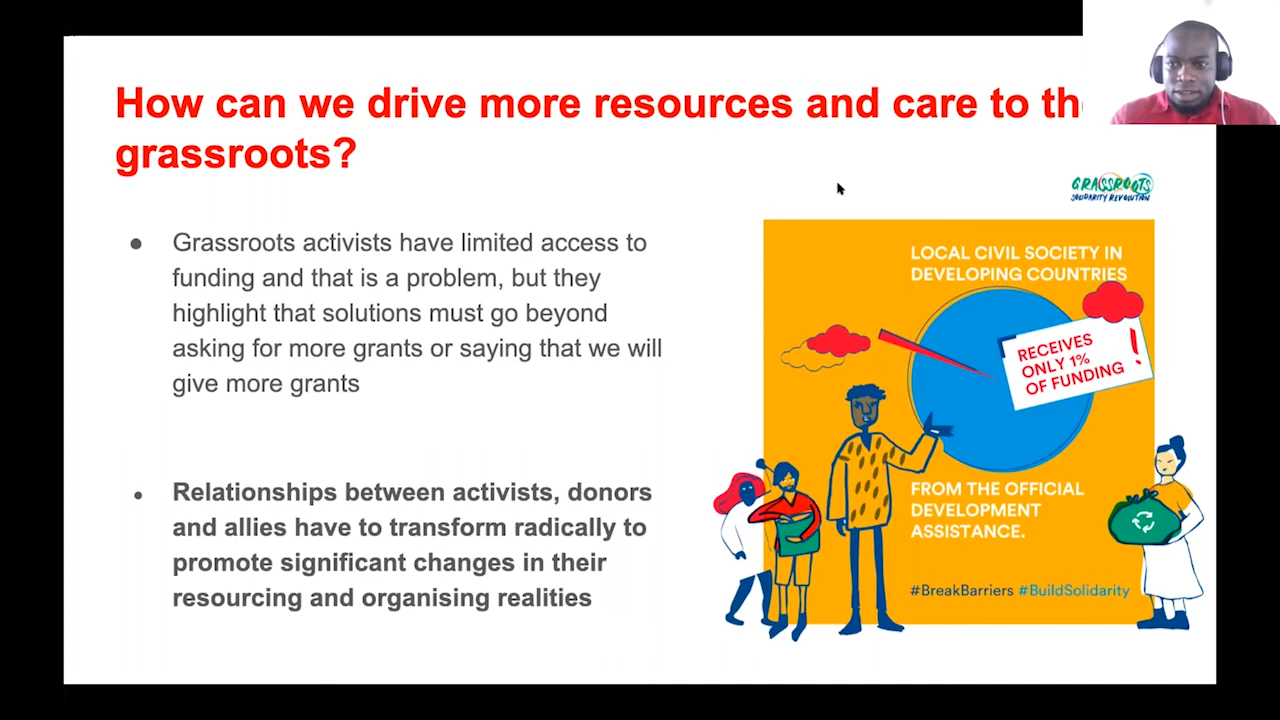 How can we drive more resources and care to th
grassroots?
GRASSROOTS
SOLIDARITY REVOLUTION
● Grassroots activists have limited access to
funding and that is a problem, but they
highlight that solutions must go beyond
asking for more grants or saying that we will
give more grants
● Relationships between activists, donors
and allies have to transform radically to
promote significant changes in their
resourcing and organising realities
LOCAL CIVIL SOCIETY IN
DEVELOPING COUNTRIES
RECEIVES
ONLY 1%
OF FUNDING !
FROM THE OFFICIAL
DEVELOPMENT
ASSISTANCE.
#BreakBarriers #BuildSolidarity